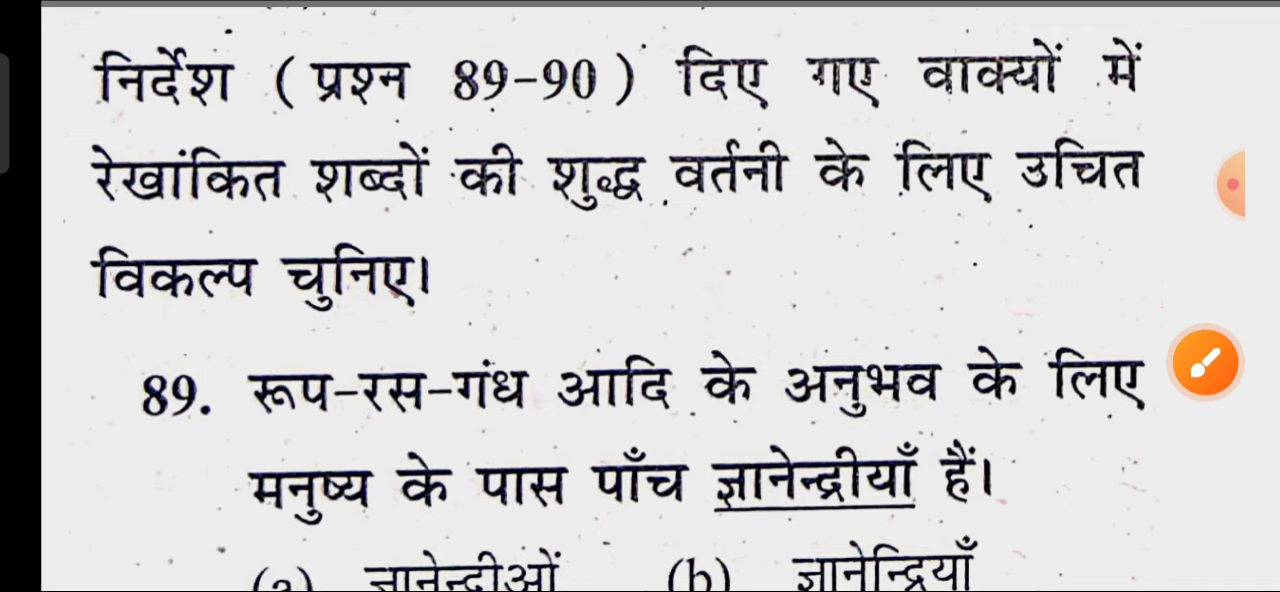 निर्देश ( प्रश्न 89-90 ) दिए गए वाक्यों में
रेखांकित शब्दों की शुद्ध वर्तनी के लिए उचित
विकल्प चुनिए।
89. रूप-रस-गंध आदि के अनुभव के लिए
मनुष्य के पास पाँच ज्ञानेन्द्रीयाँ हैं।
(a) ज्ञानेन्द्रीओं (b) ज्ञानेन्द्रियाँ